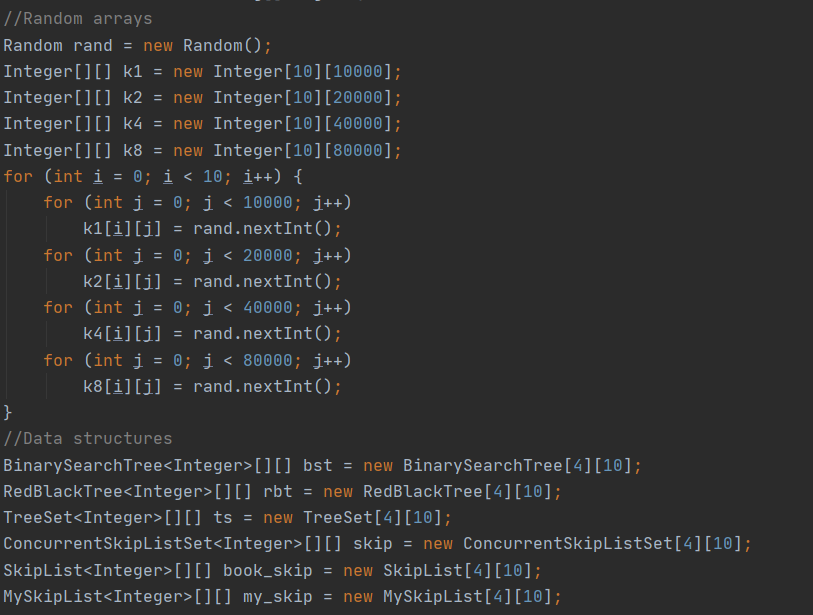 //Random arrays
Random rand = new Random();
Integer[][] k1 = new Integer[10][10000];
Integer[][] k2 = new Integer[10][20000];
Integer[][] k4 = new Integer[10][40000];
Integer[][] k8 = new Integer[10][80000];
for (int i = 0; i < 10; i++) {
    for (int j = 0; j < 10000; j++)
        k1[i][j] = rand.nextInt();
    for (int j = 0; j < 20000; j++)
        k2[i][j] = rand.nextInt();
    for (int j = 0; j < 40000; j++)
        k4[i][j] = rand.nextInt();
    for (int j = 0; j < 80000; j++)
        k8[i][j] = rand.nextInt();
}
//Data structures
BinarySearchTree<Integer>[][] bst = new BinarySearchTree[4][10];
RedBlackTree<Integer>[][] rbt = new RedBlackTree[4][10];
TreeSet<Integer>[][] ts = new TreeSet[4][10];
ConcurrentSkipListSet<Integer>[][] skip = new ConcurrentSkipListSet[4][10];
SkipList<Integer>[][] book_skip = new SkipList[4][10];
MySkipList<Integer>[][] my_skip = new MySkipList[4][10];